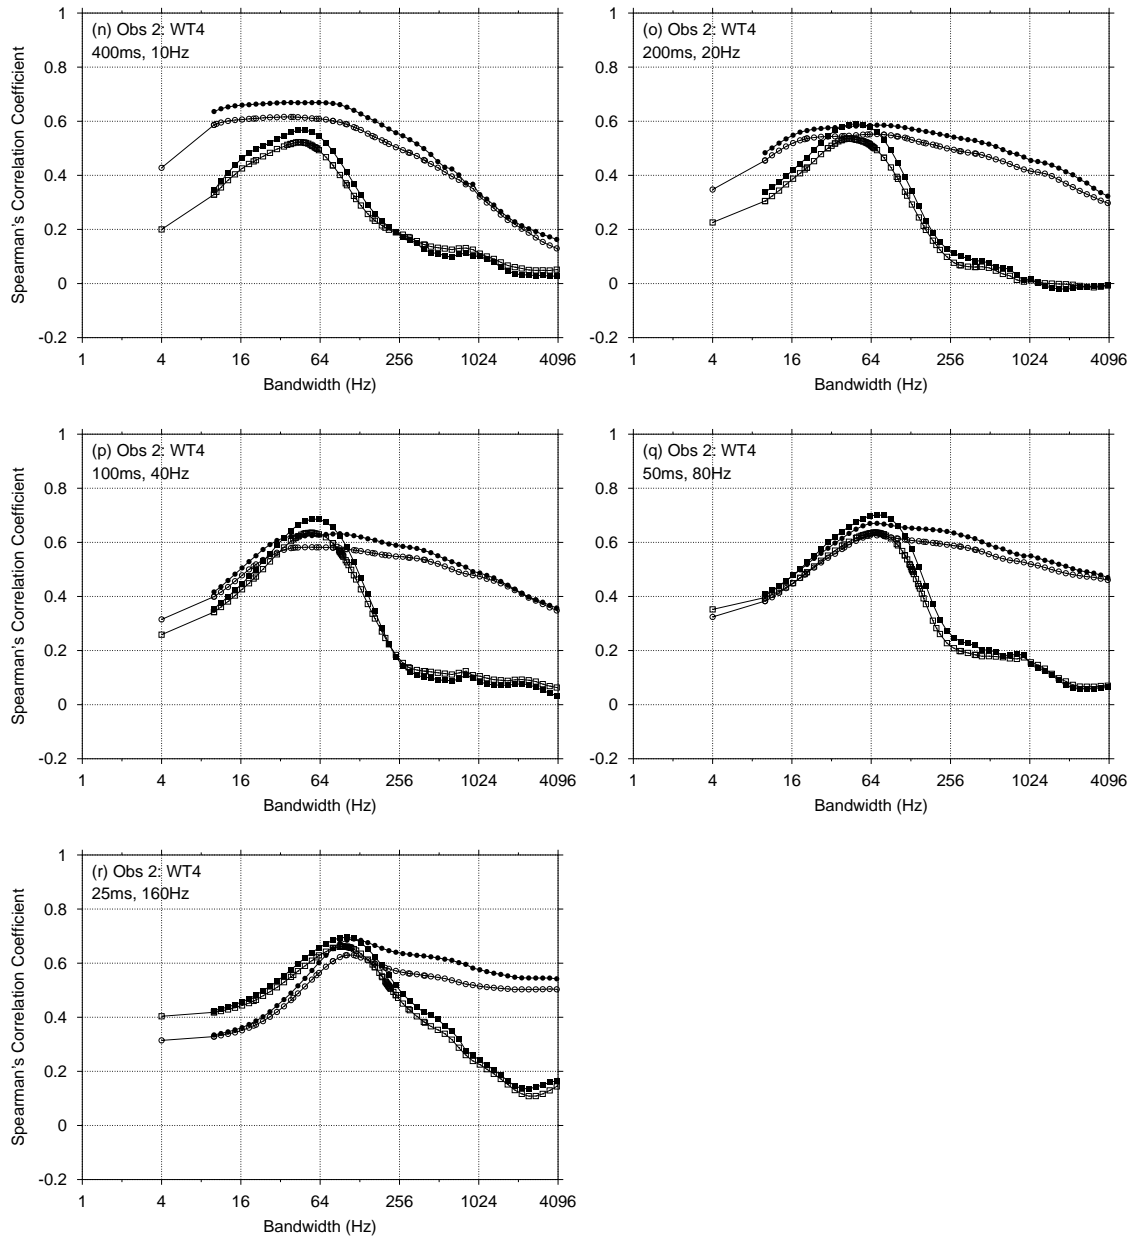 (n) Obs 2: WT4
400ms, 10Hz
Spearman's Correlation Coefficient
1
0.8
0.6
0.4
0.2
0
-0.2
1 4 16 64 256 1024 4096
Bandwidth (Hz)
(o) Obs 2: WT4
200ms, 20Hz
1
0.8
0.6
0.4
0.2
0
-0.2
1 4 16 64 256 1024 4096
Bandwidth (Hz)
(p) Obs 2: WT4
100ms, 40Hz
Spearman's Correlation Coefficient
1
0.8
0.6
0.4
0.2
0
-0.2
1 4 16 64 256 1024 4096
Bandwidth (Hz)
(q) Obs 2: WT4
50ms, 80Hz
1
0.8
0.6
0.4
0.2
0
-0.2
1 4 16 64 256 1024 4096
Bandwidth (Hz)
(r) Obs 2: WT4
25ms, 160Hz
Spearman's Correlation Coefficient
1
0.8
0.6
0.4
0.2
0
-0.2
1 4 16 64 256 1024 4096
Bandwidth (Hz)